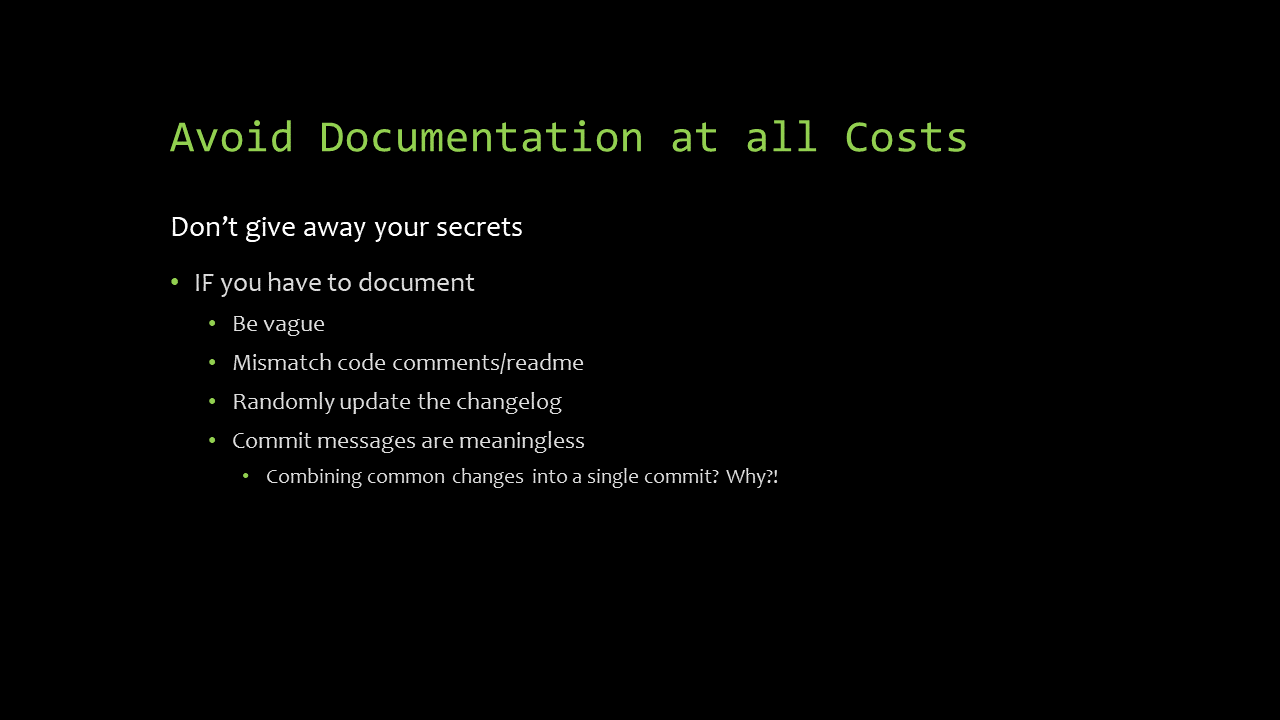 Avoid Documentation at all Costs
Don’t give away your secrets
• IF you have to document
• Be vague
• Mismatch code comments/readme
• Randomly update the changelog
• Commit messages are meaningless
• Combining common changes into a single commit? Why?!